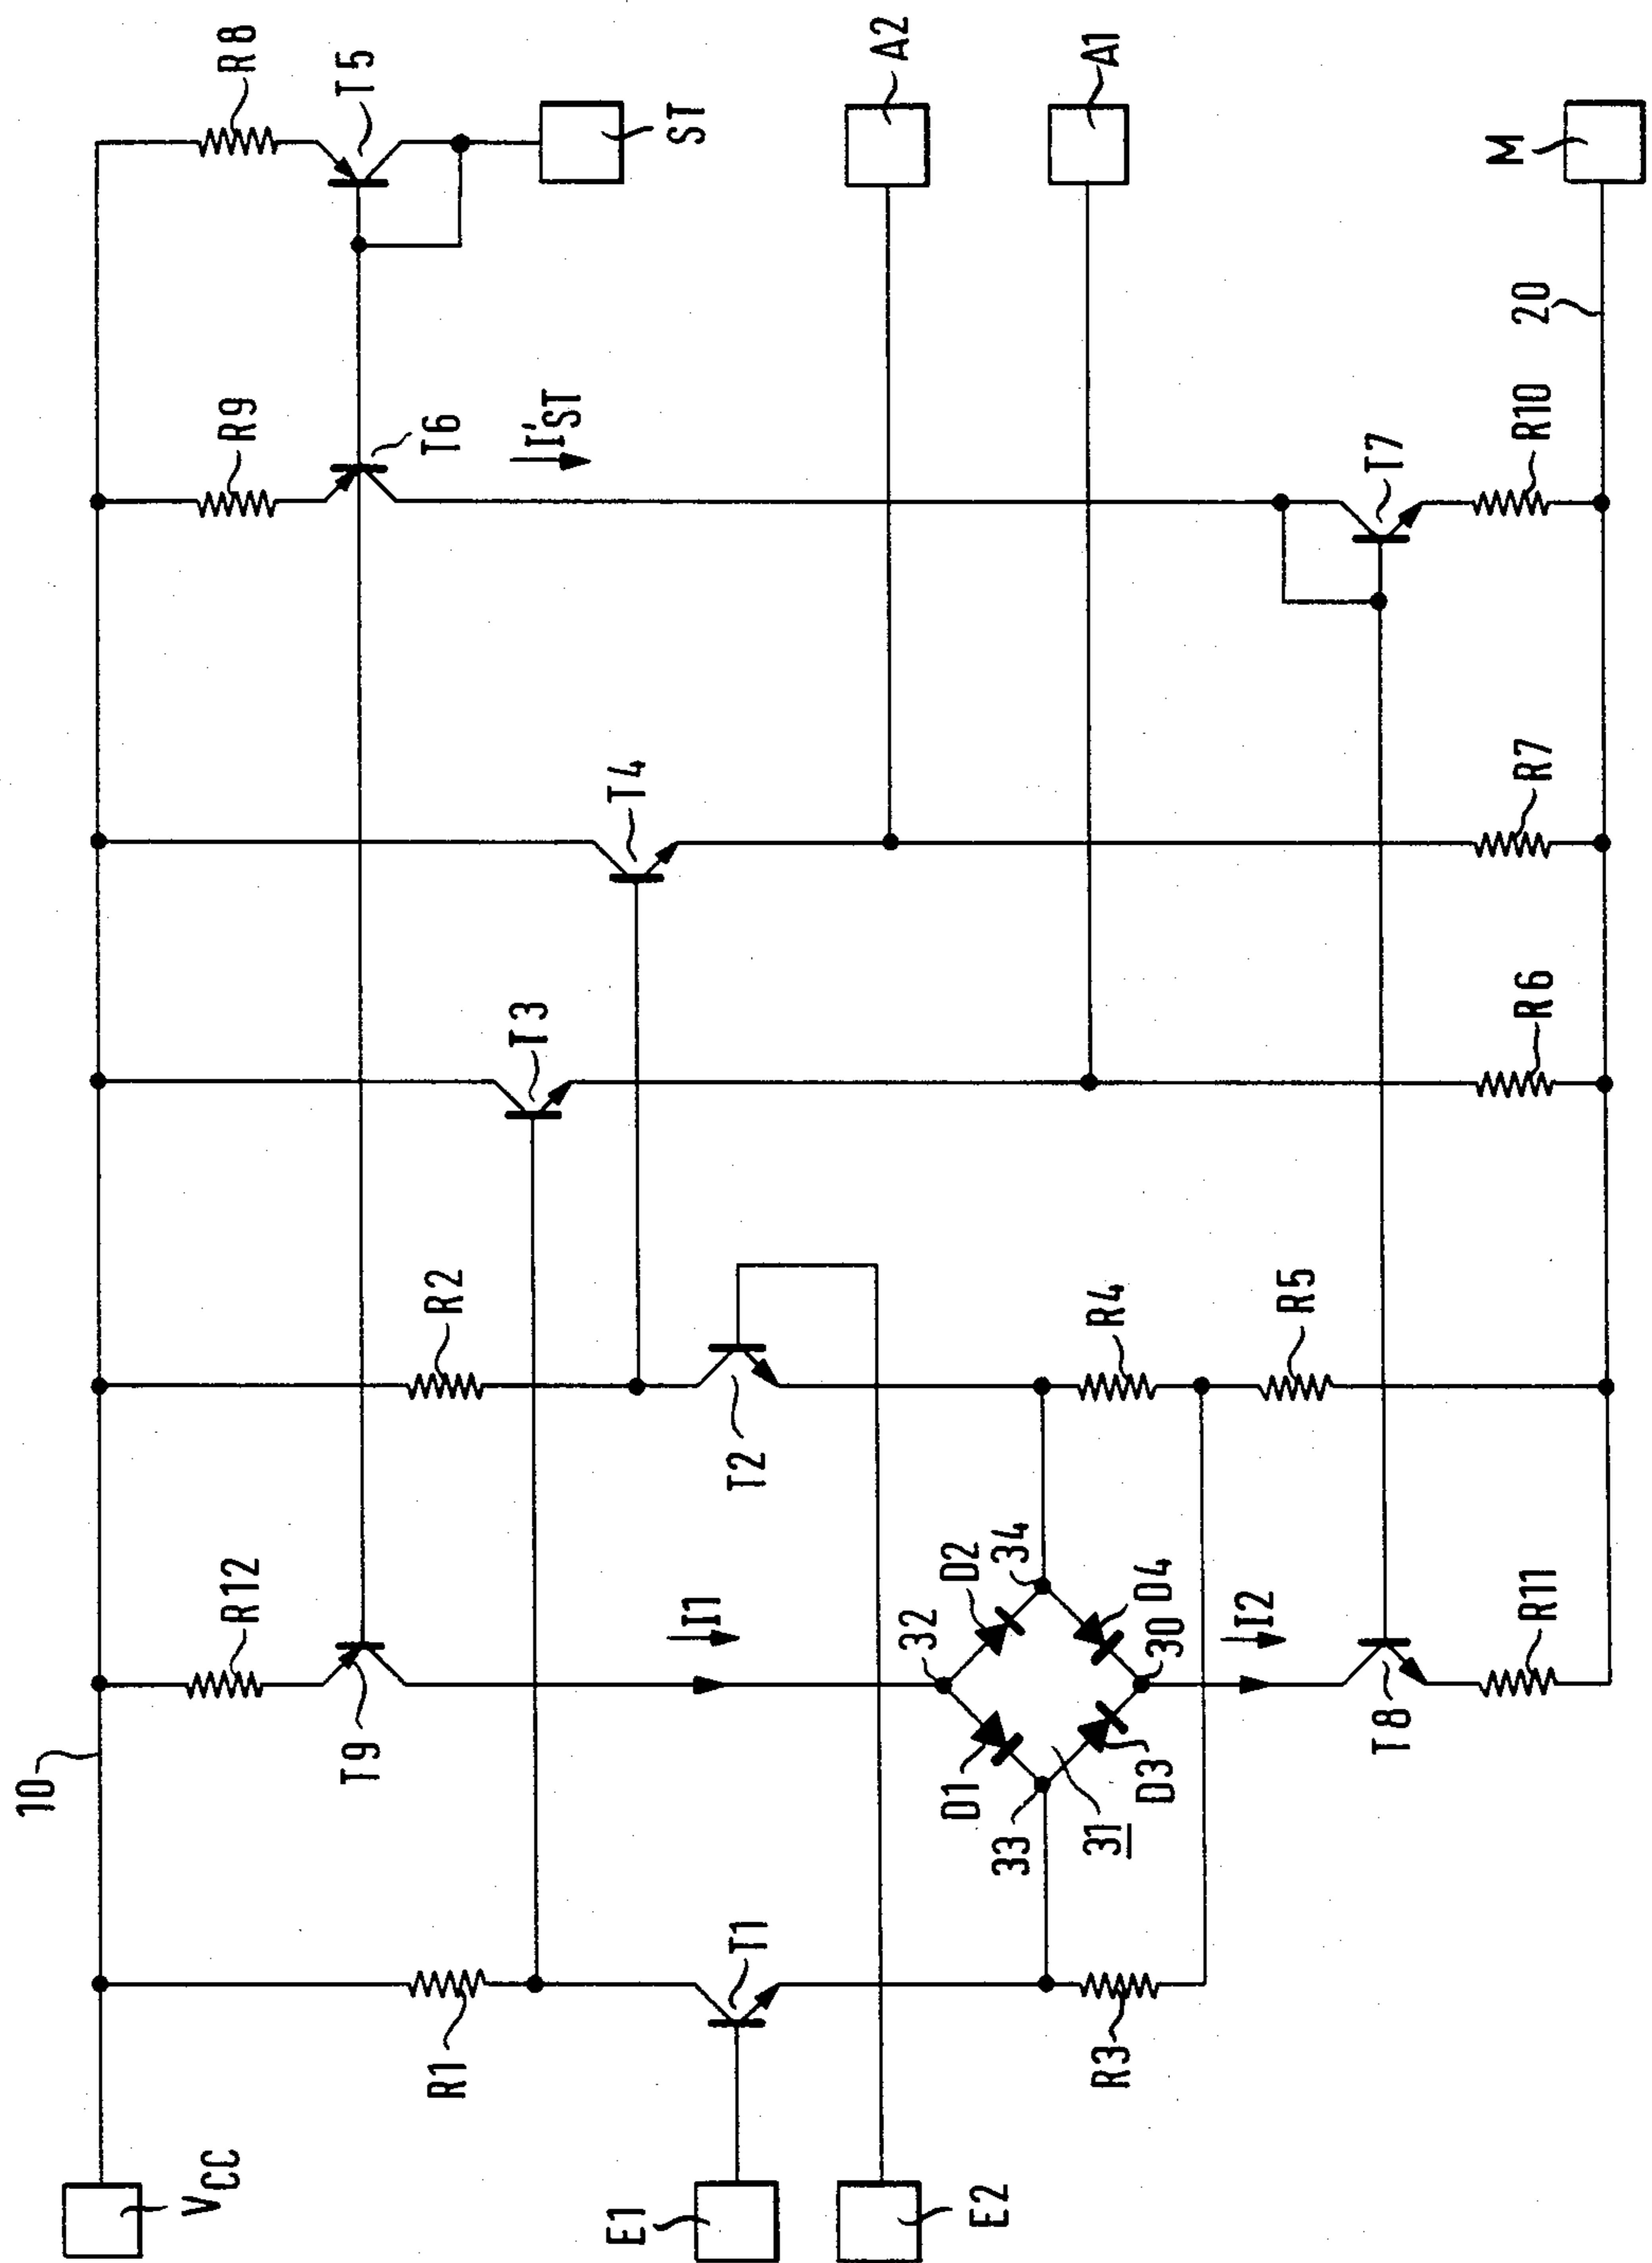 R8
T5
ST
A2
A1
M
R9
T6
I'ST
20
R10
T7
T4
R7
T3
R6
R2
T2
R4
R5
R12
T9
10
I1
32
D2
34
D4
30
I2
D1
33
31
D3
T8
R11
R1
T1
R3
VCC
E1
E2